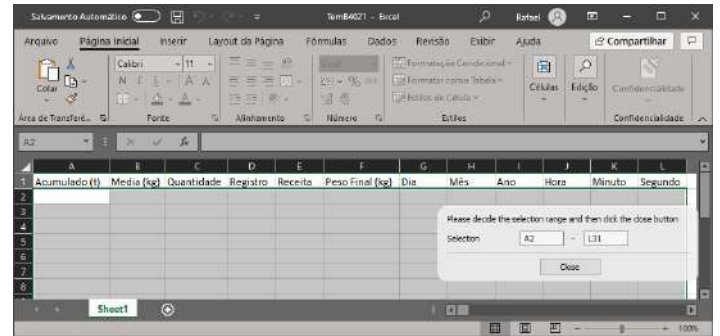 Salvamento Automático TemB4021 - Excel Rafael
Arquivo Página Inicial Inserir Layout da Página Fórmulas Dados Revisão Exibir Ajuda Compartilhar
Calibri 11
Colar
N I S A A
Formatação Condicional
Formatar como Tabela
Estilos de Célula
Células Edição Confidencialidade
Área de Transferê... Fonte Alinhamento Número Estilos Confidencialidade
A2 fx
A B C D E F G H I J K L
1 Acumulado (t) Media (kg) Quantidade Registro Receita Peso Final (kg) Dia Mês Ano Hora Minuto Segundo
2
3
4
5
6
7
8
Please decide the selection range and then click the close button
Selection A2 - L31
Close
Sheet1
100%